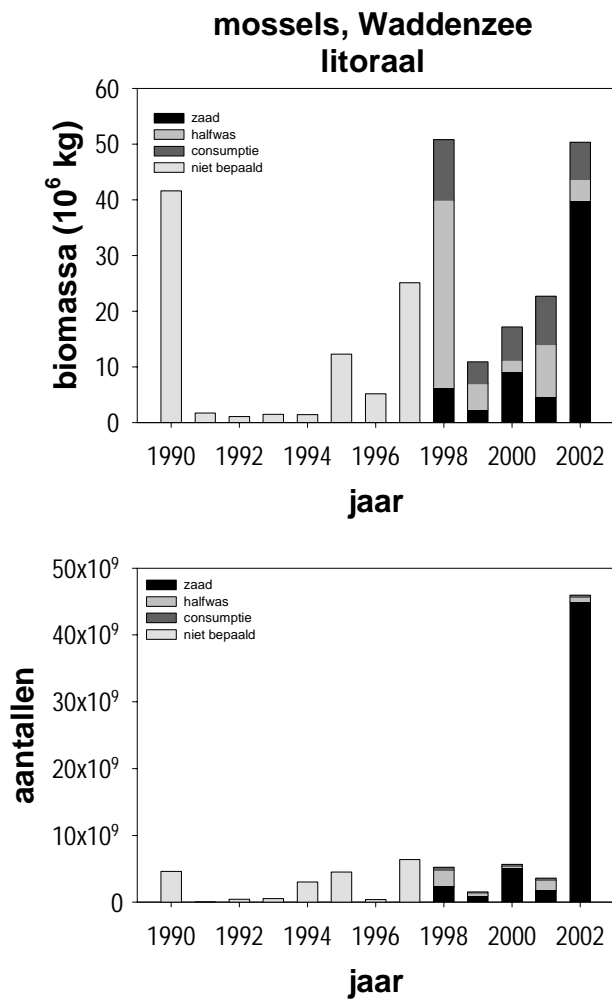 mossels, Waddenzee
litoraal
60
50
40
30
20
10
0
biomassa (10⁶ kg)
zaad
halfwas
consumptie
niet bepaald
1990 1992 1994 1996 1998 2000 2002
jaar
50x10⁹
40x10⁹
30x10⁹
20x10⁹
10x10⁹
0
aantallen
zaad
halfwas
consumptie
niet bepaald
1990 1992 1994 1996 1998 2000 2002
jaar